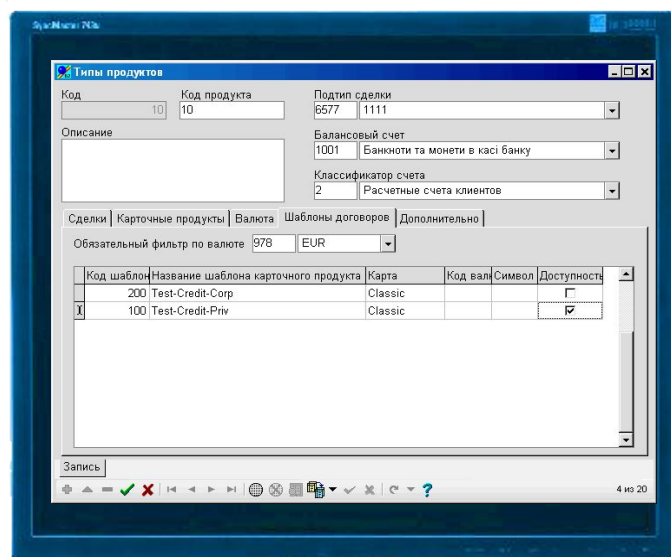 SyncMaster 743s
Типы продуктов
Код
Код продукта
Подтип сделки
10
10
6577
1111
Описание
Балансовый счет
1001
Банкноти та монети в касі банку
Классификатор счета
2
Расчетные счета клиентов
Сделки
Карточные продукты
Валюта
Шаблоны договоров
Дополнительно
Обязательный фильтр по валюте
978
EUR
Код шаблон
Название шаблона карточного продукта
Карта
Код вал
Символ
Доступность
200
Test-Credit-Corp
Classic
100
Test-Credit-Priv
Classic
Запись
4 из 20